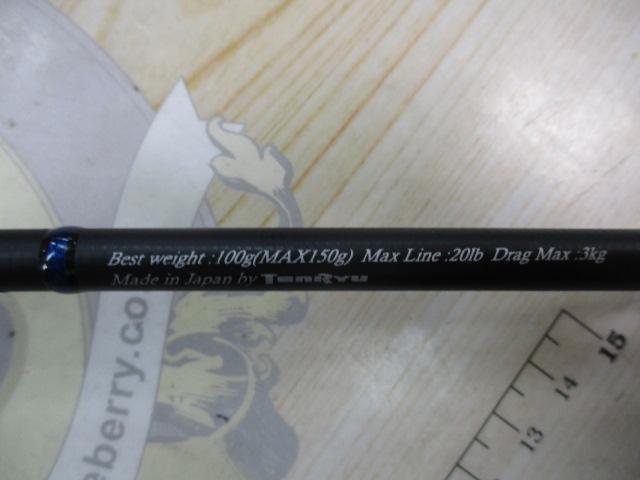 Best weight :100g(MAX150g) Max Line :20lb Drag Max :3kg
Made in Japan by TenRyu
eberry.co
13
14
15